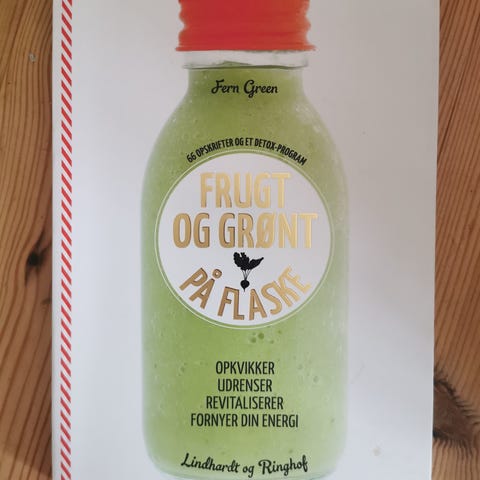 Fern Green
66 OPSKRIFTER OG ET DETOX-PROGRAM
FRUGT
OG GRØNT
PÅ FLASKE
OPKVIKKER
UDRENSER
REVITALISERER
FORNYER DIN ENERGI
Lindhardt og Ringhof